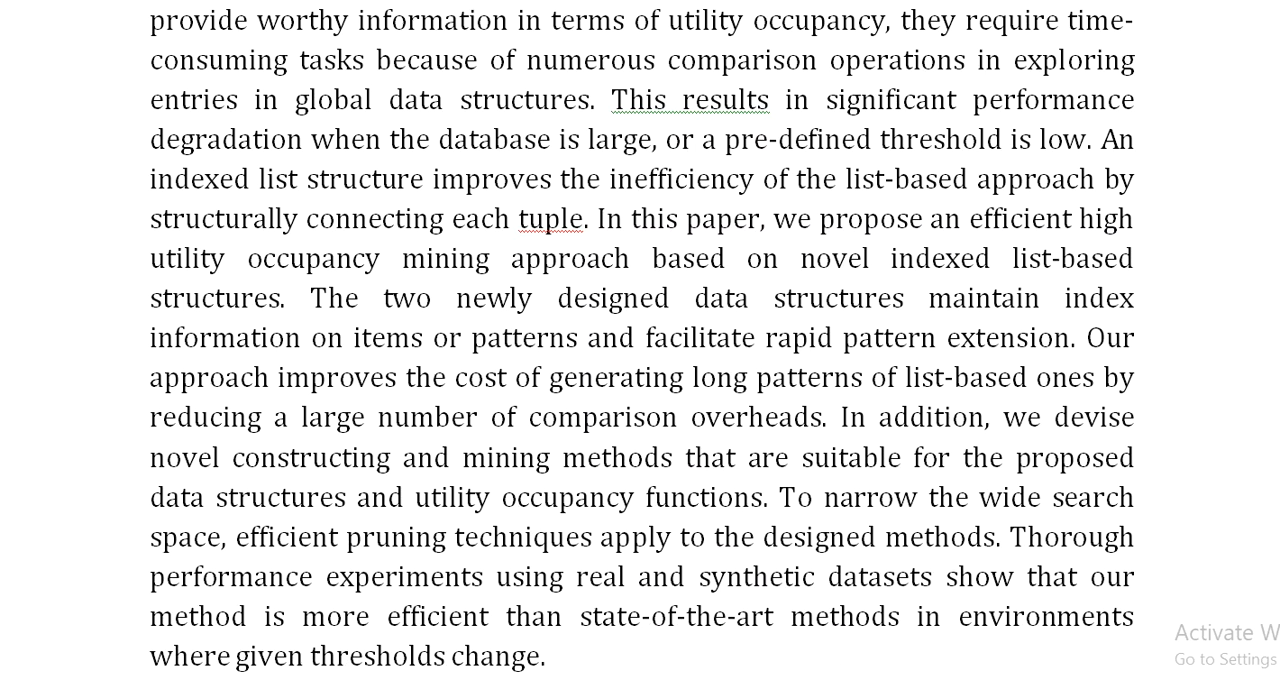 provide worthy information in terms of utility occupancy, they require time-
consuming tasks because of numerous comparison operations in exploring
entries in global data structures. This results in significant performance
degradation when the database is large, or a pre-defined threshold is low. An
indexed list structure improves the inefficiency of the list-based approach by
structurally connecting each tuple. In this paper, we propose an efficient high
utility occupancy mining approach based on novel indexed list-based
structures. The two newly designed data structures maintain index
information on items or patterns and facilitate rapid pattern extension. Our
approach improves the cost of generating long patterns of list-based ones by
reducing a large number of comparison overheads. In addition, we devise
novel constructing and mining methods that are suitable for the proposed
data structures and utility occupancy functions. To narrow the wide search
space, efficient pruning techniques apply to the designed methods. Thorough
performance experiments using real and synthetic datasets show that our
method is more efficient than state-of-the-art methods in environments
where given thresholds change.
Activate W
Go to Settings